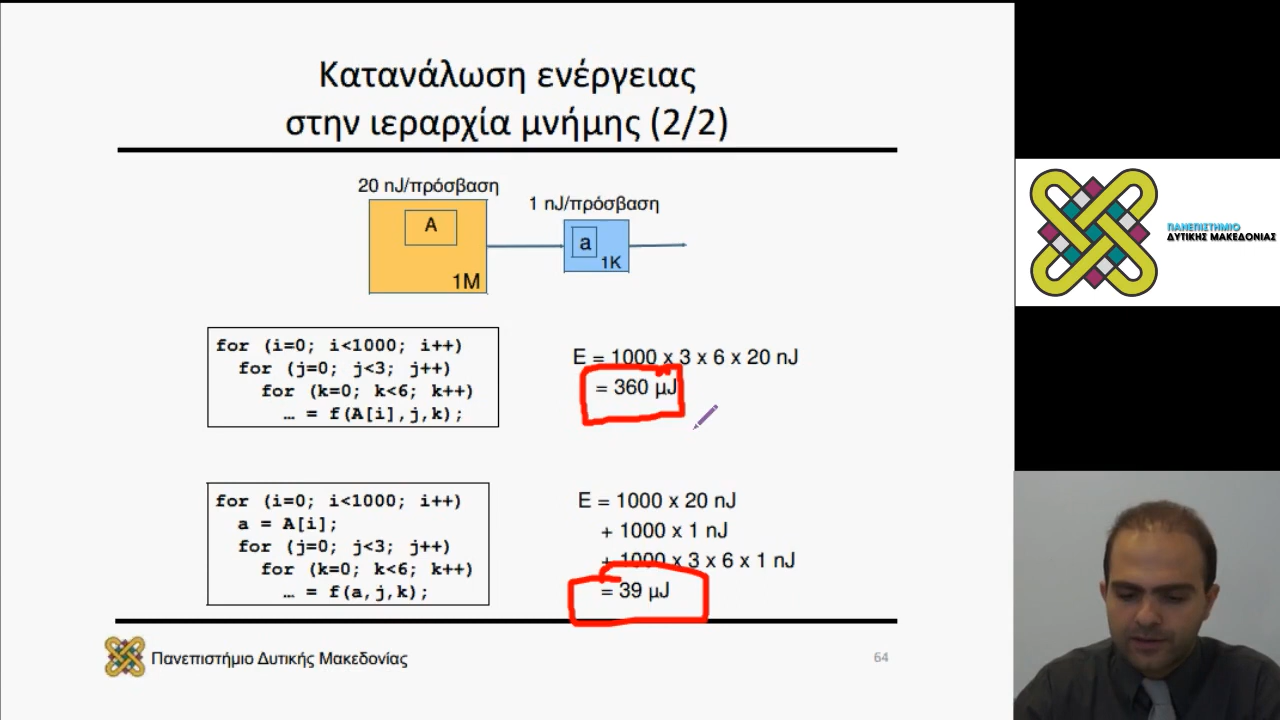 Κατανάλωση ενέργειας
στην ιεραρχία μνήμης (2/2)
20 nJ/πρόσβαση
1 nJ/πρόσβαση
A
a
1K
1M
for (i=0; i<1000; i++)
for (j=0; j<3; j++)
for (k=0; k<6; k++)
… = f(A[i],j,k);
E = 1000 x 3 x 6 x 20 nJ
= 360 μJ
for (i=0; i<1000; i++)
a = A[i];
for (j=0; j<3; j++)
for (k=0; k<6; k++)
… = f(a,j,k);
E = 1000 x 20 nJ
+ 1000 x 1 nJ
+ 1000 x 3 x 6 x 1 nJ
= 39 μJ
Πανεπιστήμιο Δυτικής Μακεδονίας
64
ΠΑΝΕΠΙΣΤΗΜΙΟ
ΔΥΤΙΚΗΣ ΜΑΚΕΔΟΝΙΑΣ